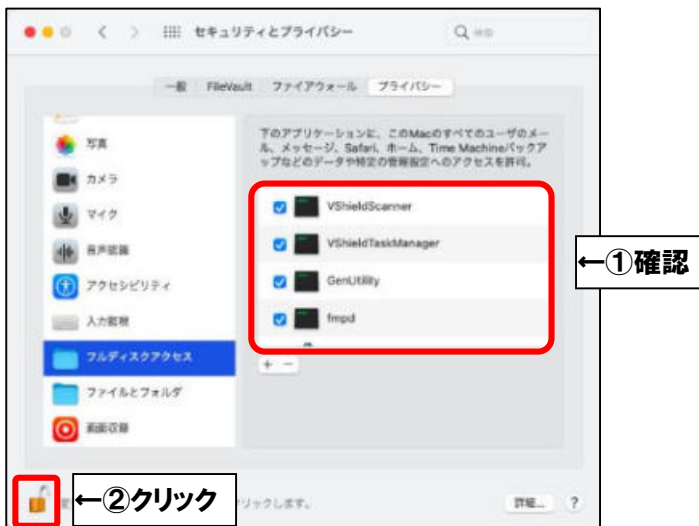 セキュリティとプライバシー
検索
一般 FileVault ファイアウォール プライバシー
写真
カメラ
マイク
音声認識
アクセシビリティ
入力監視
フルディスクアクセス
ファイルとフォルダ
画面収録
下のアプリケーションに、このMacのすべてのユーザのメー
ル、メッセージ、Safari、ホーム、Time Machineバックア
ップなどのデータや特定の管理設定へのアクセスを許可。
VShieldScanner
VShieldTaskManager
GenUtility
fmpd
+ −
←①確認
←②クリック
リックします。
詳細... ?